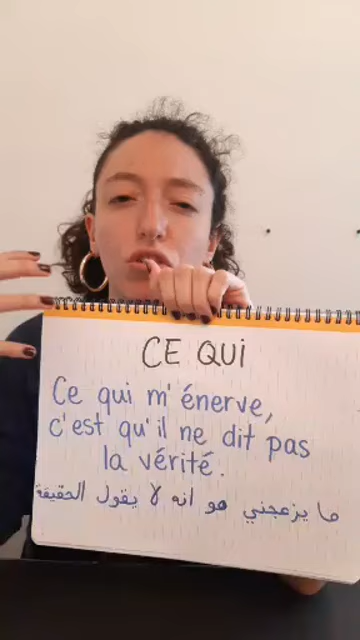 CE QUI
Ce qui m'énerve,
c'est qu'il ne dit pas
la vérité.
ما يزعجني هو انه لا يقول الحقيقة